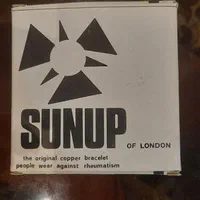 SUNUP OF LONDON
the original copper bracelet
people wear against rheumatism